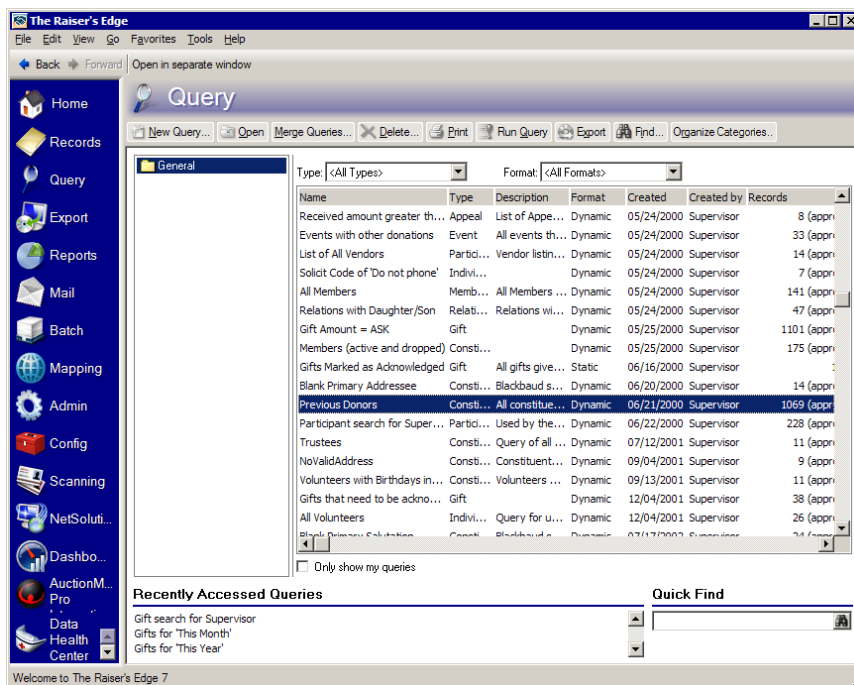 The Raiser's Edge
File Edit View Go Favorites Tools Help
Back Forward Open in separate window
Query
New Query... Open Merge Queries... Delete... Print Run Query Export Find... Organize Categories..
Home
Records
Query
Export
Reports
Mail
Batch
Mapping
Admin
Config
Scanning
NetSoluti...
Dashbo...
AuctionM...
Pro
Data
Health
Center
General
Type: <All Types> Format: <All Formats>
Name Type Description Format Created Created by Records
Received amount greater th... Appeal List of Appe... Dynamic 05/24/2000 Supervisor 8 (appr
Events with other donations Event All events th... Dynamic 05/24/2000 Supervisor 33 (appr
List of All Vendors Partici... Vendor listin... Dynamic 05/24/2000 Supervisor 14 (appr
Solicit Code of 'Do not phone' Indivi... Dynamic 05/24/2000 Supervisor 7 (appr
All Members Memb... All Members ... Dynamic 05/24/2000 Supervisor 141 (appr
Relations with Daughter/Son Relati... Relations wi... Dynamic 05/24/2000 Supervisor 47 (appr
Gift Amount = ASK Gift Dynamic 05/25/2000 Supervisor 1101 (appr
Members (active and dropped) Consti... Dynamic 05/25/2000 Supervisor 175 (appr
Gifts Marked as Acknowledged Gift All gifts give... Static 06/16/2000 Supervisor
Blank Primary Addressee Consti... Blackbaud s... Dynamic 06/20/2000 Supervisor 14 (appr
Previous Donors Consti... All constitue... Dynamic 06/21/2000 Supervisor 1069 (appr
Participant search for Super... Partici... Used by the... Dynamic 06/22/2000 Supervisor 228 (appr
Trustees Consti... Query of all ... Dynamic 07/12/2001 Supervisor 11 (appr
NoValidAddress Consti... Constituent... Dynamic 09/04/2001 Supervisor 9 (appr
Volunteers with Birthdays in... Consti... Volunteers ... Dynamic 09/13/2001 Supervisor 11 (appr
Gifts that need to be ackno... Gift Dynamic 12/04/2001 Supervisor 38 (appr
All Volunteers Indivi... Query for u... Dynamic 12/04/2001 Supervisor 26 (appr
Blank Primary Salutation Consti... Blackbaud s... Dynamic 07/17/2002 Supervisor 24 (appr
Only show my queries
Recently Accessed Queries
Gift search for Supervisor
Gifts for 'This Month'
Gifts for 'This Year'
Quick Find
Welcome to The Raiser's Edge 7